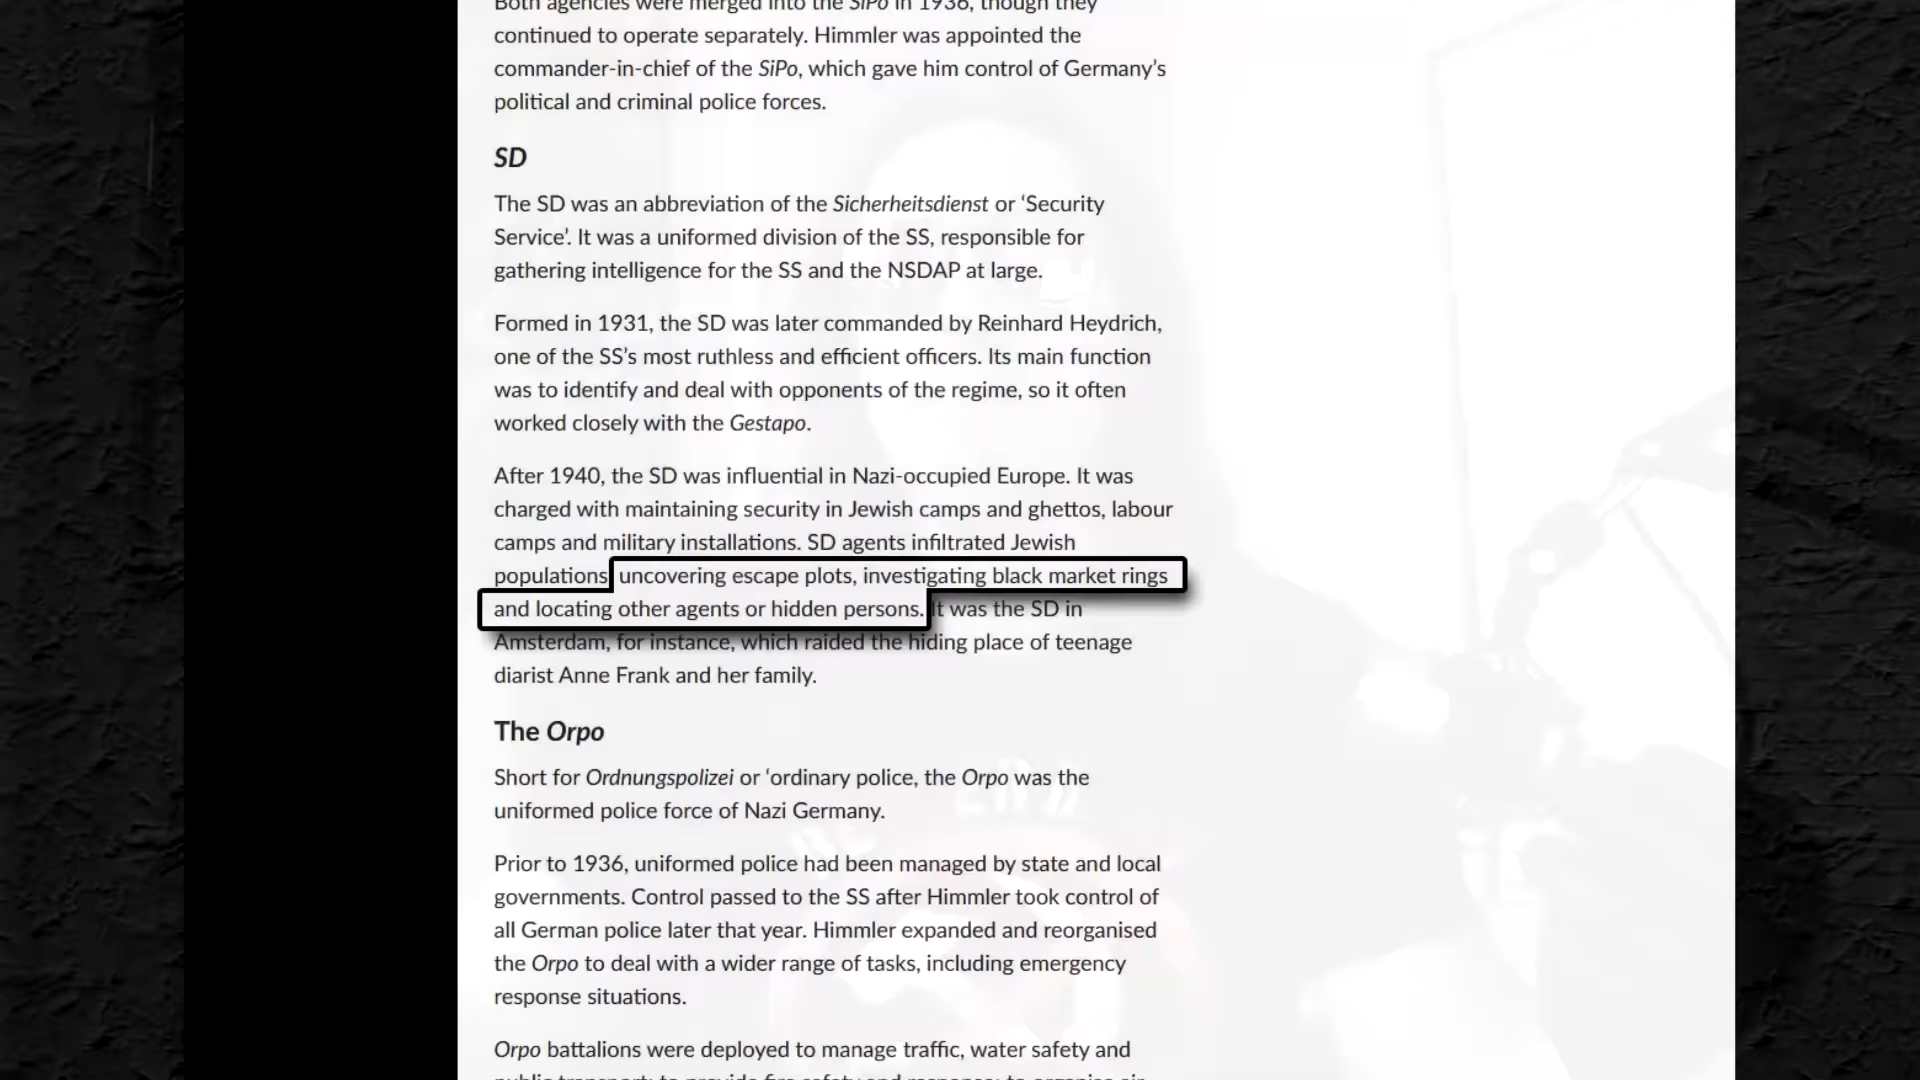 Both agencies were merged into the SiPo in 1936, though they
continued to operate separately. Himmler was appointed the
commander-in-chief of the SiPo, which gave him control of Germany’s
political and criminal police forces.
SD
The SD was an abbreviation of the Sicherheitsdienst or ‘Security
Service’. It was a uniformed division of the SS, responsible for
gathering intelligence for the SS and the NSDAP at large.
Formed in 1931, the SD was later commanded by Reinhard Heydrich,
one of the SS’s most ruthless and efficient officers. Its main function
was to identify and deal with opponents of the regime, so it often
worked closely with the Gestapo.
After 1940, the SD was influential in Nazi-occupied Europe. It was
charged with maintaining security in Jewish camps and ghettos, labour
camps and military installations. SD agents infiltrated Jewish
populations uncovering escape plots, investigating black market rings
and locating other agents or hidden persons. It was the SD in
Amsterdam, for instance, which raided the hiding place of teenage
diarist Anne Frank and her family.
The Orpo
Short for Ordnungspolizei or ‘ordinary police, the Orpo was the
uniformed police force of Nazi Germany.
Prior to 1936, uniformed police had been managed by state and local
governments. Control passed to the SS after Himmler took control of
all German police later that year. Himmler expanded and reorganised
the Orpo to deal with a wider range of tasks, including emergency
response situations.
Orpo battalions were deployed to manage traffic, water safety and